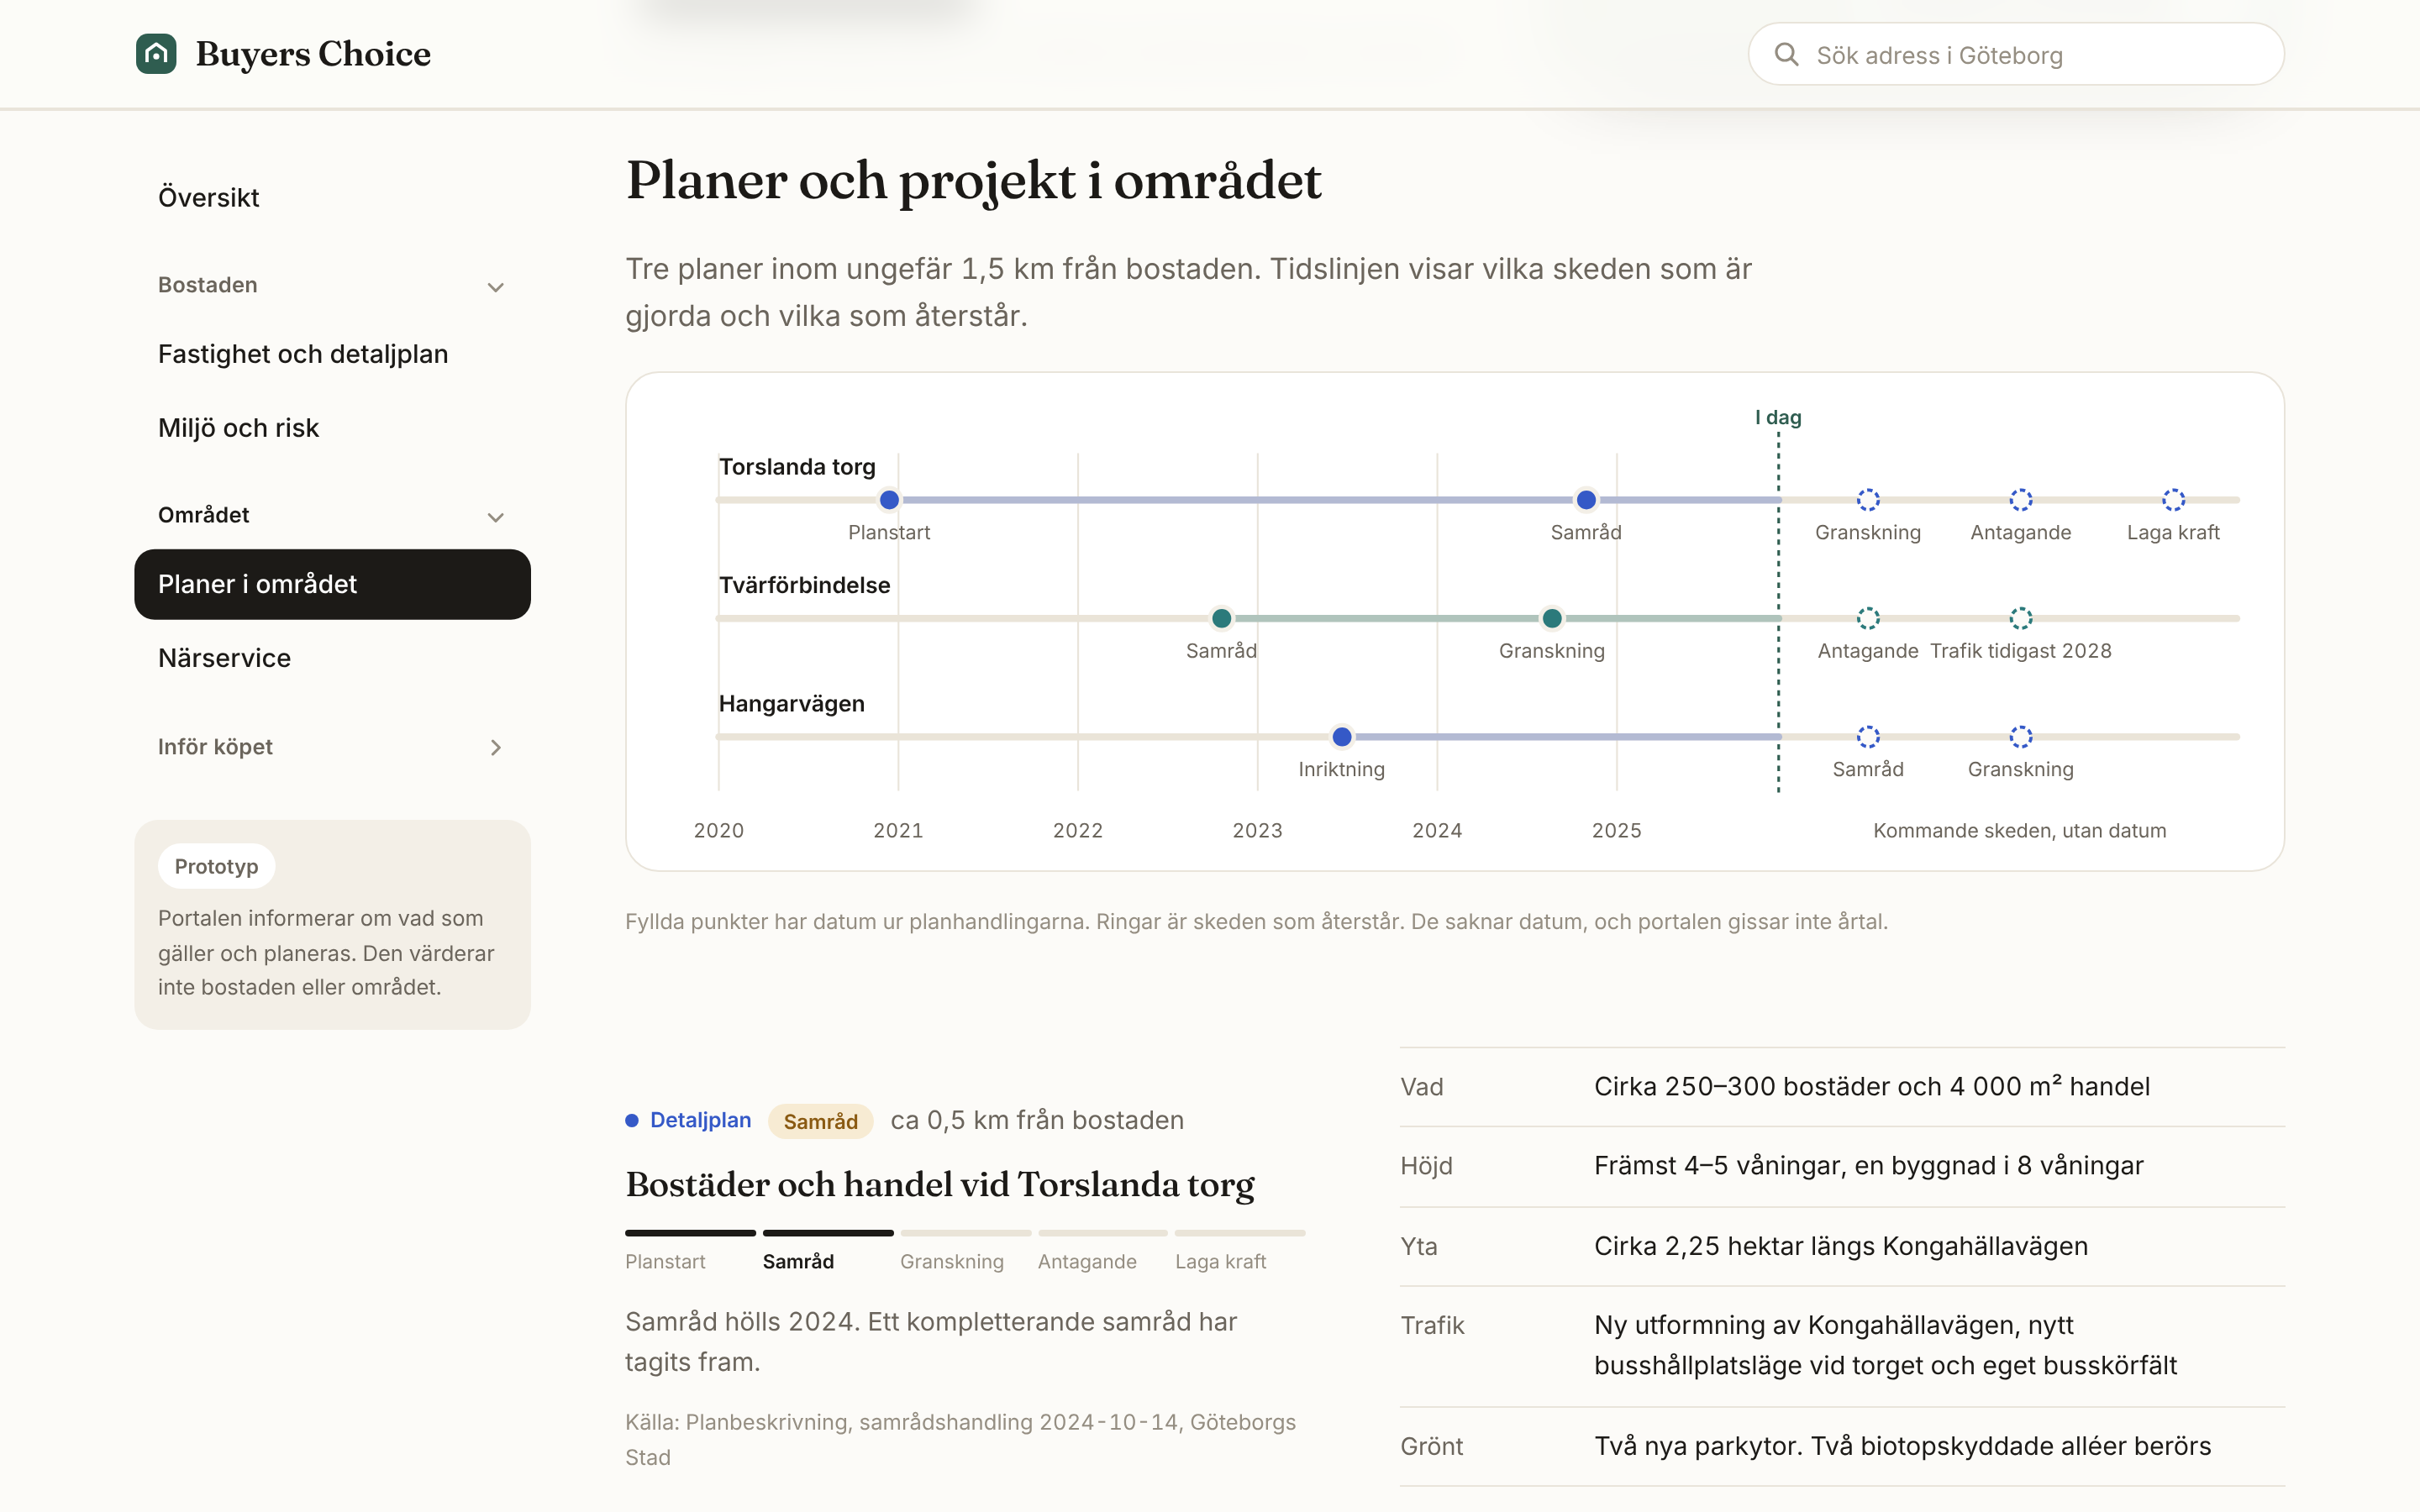 Buyers Choice
Sök adress i Göteborg
Översikt
Bostaden
Fastighet och detaljplan
Miljö och risk
Området
Planer i området
Närservice
Inför köpet
Prototyp
Portalen informerar om vad som
gäller och planeras. Den värderar
inte bostaden eller området.
Planer och projekt i området
Tre planer inom ungefär 1,5 km från bostaden. Tidslinjen visar vilka skeden som är
gjorda och vilka som återstår.
I dag
Torslanda torg
Planstart Samråd Granskning Antagande Laga kraft
Tvärförbindelse
Samråd Granskning Antagande Trafik tidigast 2028
Hangarvägen
Inriktning Samråd Granskning
2020 2021 2022 2023 2024 2025 Kommande skeden, utan datum
Fyllda punkter har datum ur planhandlingarna. Ringar är skeden som återstår. De saknar datum, och portalen gissar inte årtal.
Detaljplan Samråd ca 0,5 km från bostaden
Bostäder och handel vid Torslanda torg
Planstart Samråd Granskning Antagande Laga kraft
Samråd hölls 2024. Ett kompletterande samråd har
tagits fram.
Källa: Planbeskrivning, samrådshandling 2024-10-14, Göteborgs
Stad
Vad Cirka 250–300 bostäder och 4 000 m² handel
Höjd Främst 4–5 våningar, en byggnad i 8 våningar
Yta Cirka 2,25 hektar längs Kongahällavägen
Trafik Ny utformning av Kongahällavägen, nytt
busshållplatsläge vid torget och eget busskörfält
Grönt Två nya parkytor. Två biotopskyddade alléer berörs